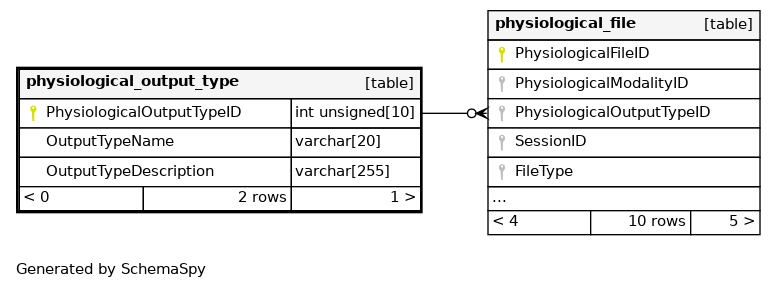 physiological_output_type [table]
PhysiologicalOutputTypeID int unsigned[10]
OutputTypeName varchar[20]
OutputTypeDescription varchar[255]
< 0 2 rows 1 >
physiological_file [table]
PhysiologicalFileID
PhysiologicalModalityID
PhysiologicalOutputTypeID
SessionID
FileType
...
< 4 10 rows 5 >
Generated by SchemaSpy